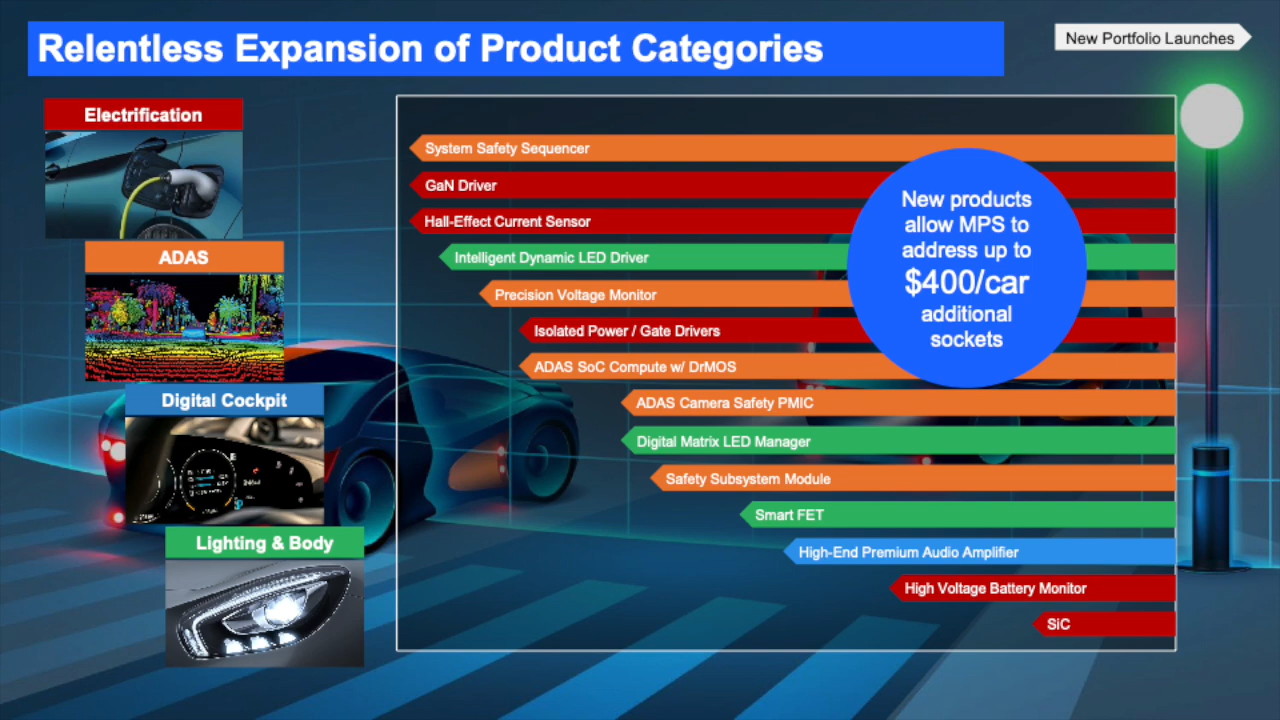 Relentless Expansion of Product Categories
New Portfolio Launches
Electrification
ADAS
Digital Cockpit
Lighting & Body
System Safety Sequencer
GaN Driver
Hall-Effect Current Sensor
Intelligent Dynamic LED Driver
Precision Voltage Monitor
Isolated Power / Gate Drivers
ADAS SoC Compute w/ DrMOS
ADAS Camera Safety PMIC
Digital Matrix LED Manager
Safety Subsystem Module
Smart FET
High-End Premium Audio Amplifier
High Voltage Battery Monitor
SiC
New products
allow MPS to
address up to
$400/car
additional
sockets